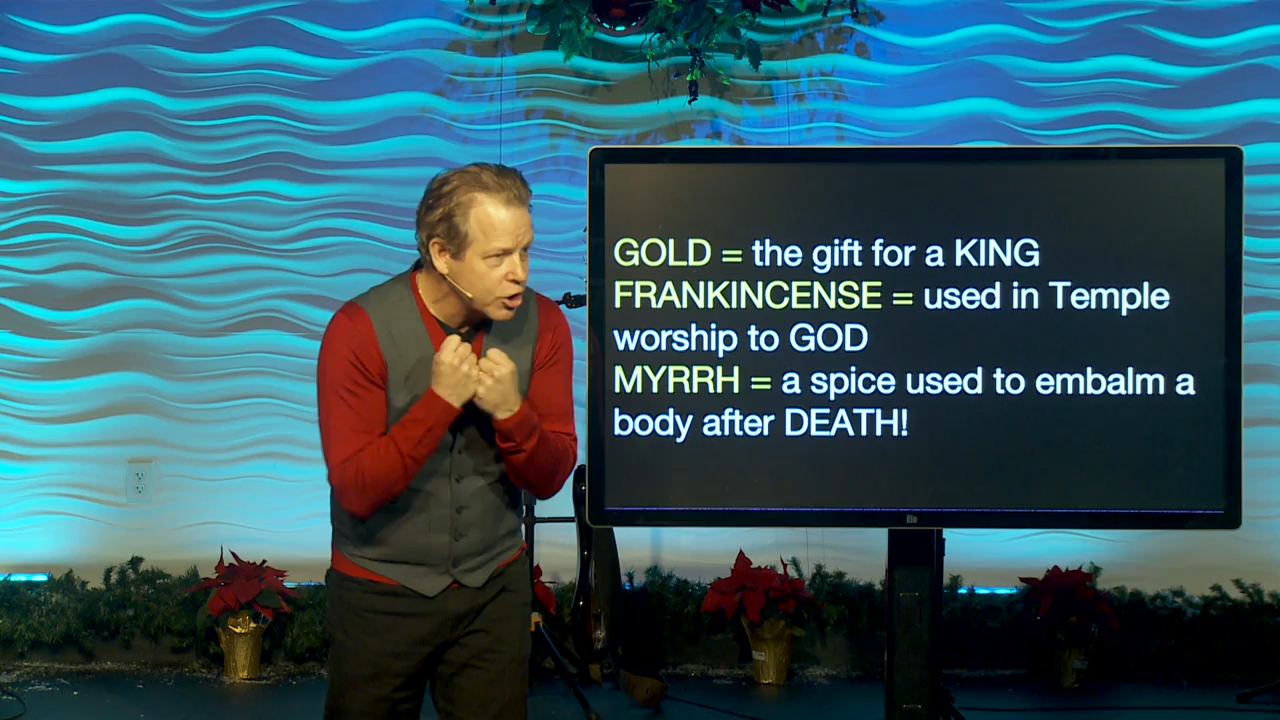 GOLD = the gift for a KING
FRANKINCENSE = used in Temple
worship to GOD
MYRRH = a spice used to embalm a
body after DEATH!
elo